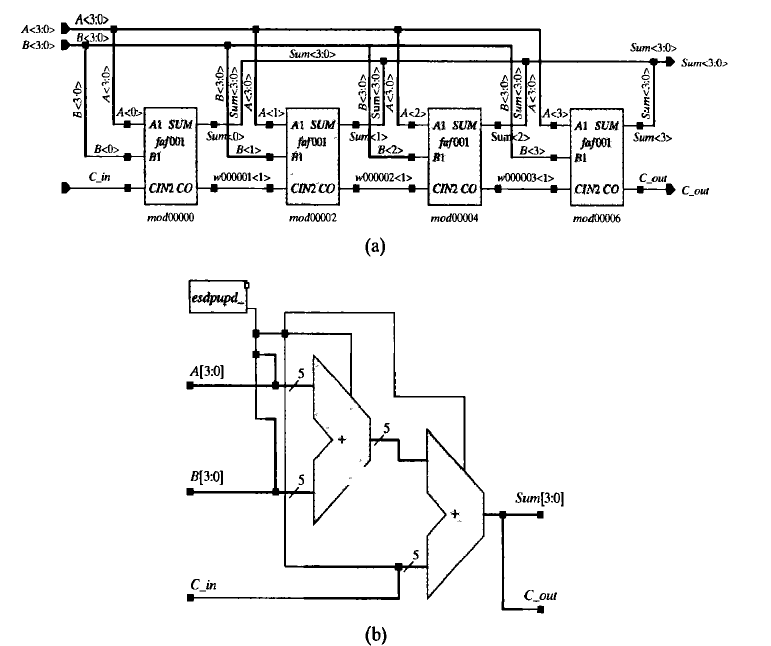 A<3:0> A<3:0>
B<3:0> B<3:0>
Sum<3:0> Sum<3:0> Sum<3:0>
B<3:0> A<3:0> B<3:0> Sum<3:0> A<3:0> B<3:0> Sum<3:0> A<3:0> B<3:0> Sum<3:0> A<3:0> Sum<3:0>
A<0> A1 SUM A<1> A1 SUM A<2> A1 SUM A<3> A1 SUM
faf001 Sum<0> faf001 Sum<1> faf001 Sum<2> faf001 Sum<3>
B<0> B1 B<1> B1 B<2> B1 B<3> B1
C_in CIN2 CO w000001<1> CIN2 CO w000002<1> CIN2 CO w000003<1> CIN2 CO C_out C_out
mod00000 mod00002 mod00004 mod00006
(a)
esdpupd_
A[3:0] 5
+ 5
B[3:0] 5
Sum[3:0]
+
5
C_in
C_out
(b)